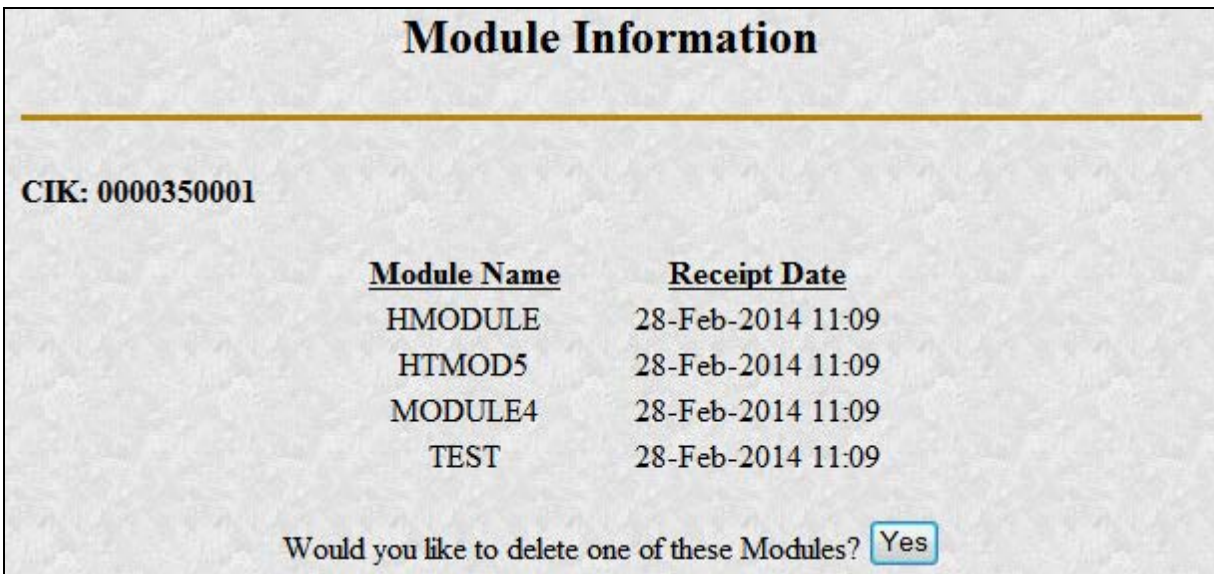 Module Information
CIK: 0000350001
Module Name Receipt Date
HMODULE 28-Feb-2014 11:09
HTMOD5 28-Feb-2014 11:09
MODULE4 28-Feb-2014 11:09
TEST 28-Feb-2014 11:09
Would you like to delete one of these Modules? Yes